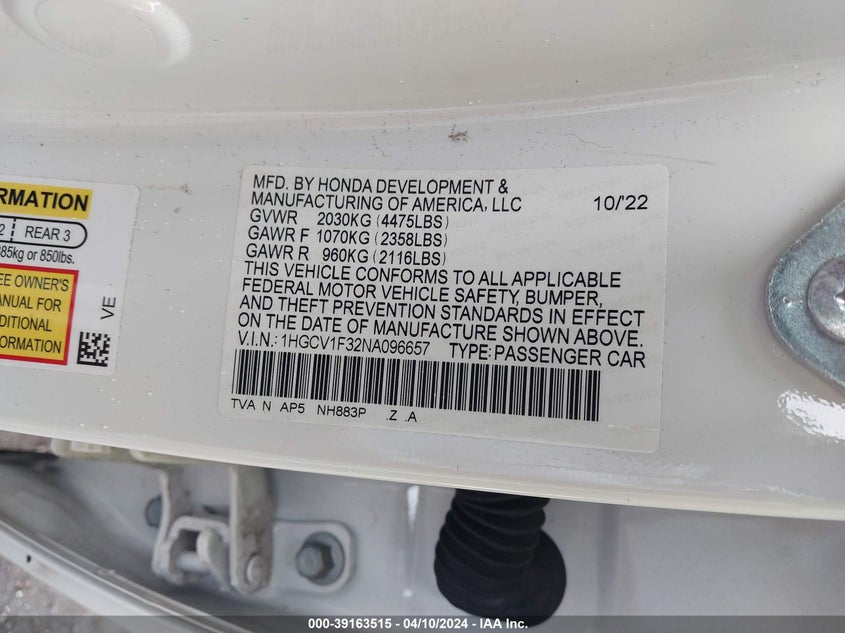 RMATION
2 REAR 3
85kg or 850lbs.
EE OWNER'S
ANUAL FOR
DDITIONAL
FORMATION
VE
MFD. BY HONDA DEVELOPMENT &
MANUFACTURING OF AMERICA, LLC 10/'22
GVWR 2030KG (4475LBS)
GAWR F 1070KG (2358LBS)
GAWR R 960KG (2116LBS)
THIS VEHICLE CONFORMS TO ALL APPLICABLE
FEDERAL MOTOR VEHICLE SAFETY, BUMPER,
AND THEFT PREVENTION STANDARDS IN EFFECT
ON THE DATE OF MANUFACTURE SHOWN ABOVE.
V.I.N.: 1HGCV1F32NA096657 TYPE: PASSENGER CAR
TVA N AP5 NH883P .Z .A
000-39163515 - 04/10/2024 - IAA Inc.